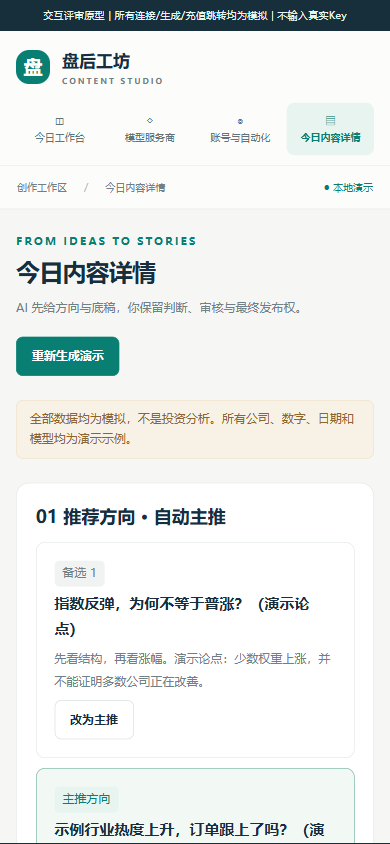 交互评审原型 | 所有连接/生成/充值跳转均为模拟 | 不输入真实Key
盘
盘后工坊
CONTENT STUDIO
今日工作台
模型服务商
账号与自动化
今日内容详情
创作工作区 / 今日内容详情
本地演示
FROM IDEAS TO STORIES
今日内容详情
AI 先给方向与底稿，你保留判断、审核与最终发布权。
重新生成演示
全部数据均为模拟，不是投资分析。所有公司、数字、日期和
模型均为演示示例。
01 推荐方向 · 自动主推
备选 1
指数反弹，为何不等于普涨？（演示论
点）
先看结构，再看涨幅。演示论点：少数权重上涨，并
不能证明多数公司正在改善。
改为主推
主推方向
示例行业热度上升，订单跟上了吗？（演